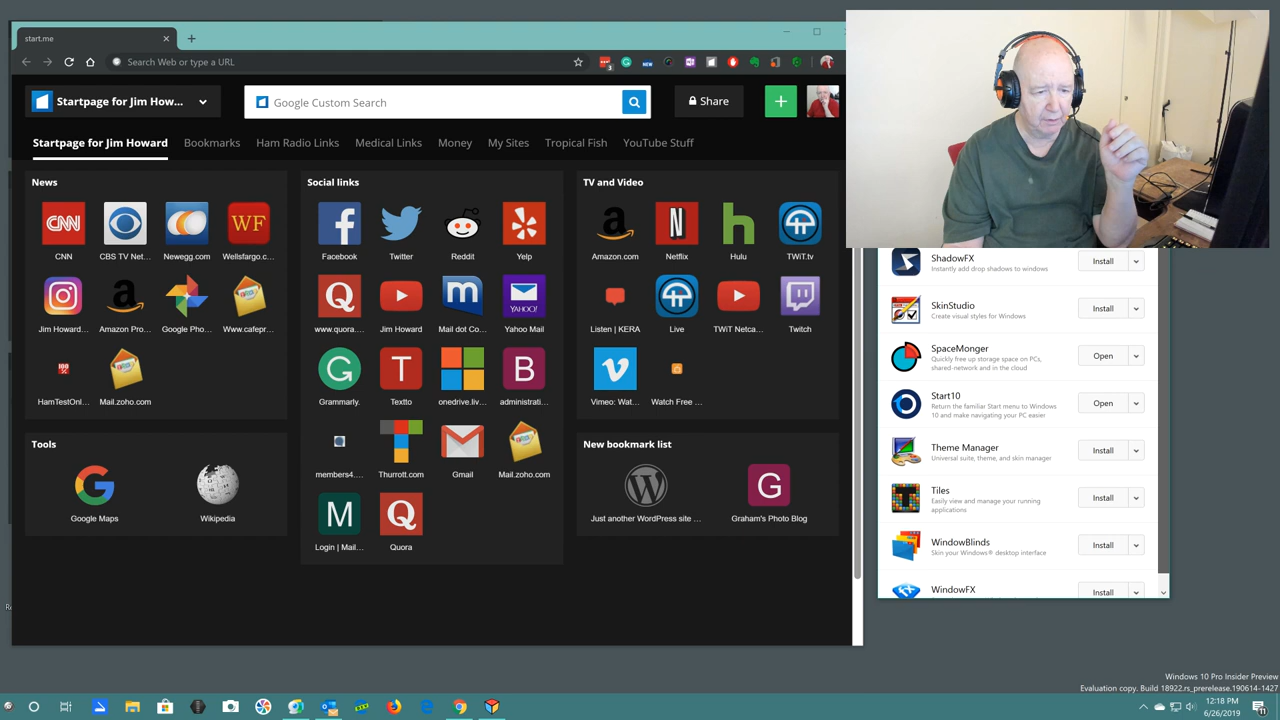 start.me
Search Web or type a URL
3
Startpage for Jim How...
Google Custom Search
Share
Startpage for Jim Howard
Bookmarks
Ham Radio Links
Medical Links
Money
My Sites
Tropical Fish
YouTube Stuff
News
CNN
CBS TV Net...
WF
Wellsfargo.c...
Jim Howard...
Amazon Pro...
Google Pho...
Www.cafepr...
HamTestOnl...
Mail.zoho.com
Social links
Facebook
Twitter
Reddit
Yelp
Q
www.quora....
Jim Howard
m
Mail dot Co...
YAHOO!
Yahoo Mail
Grammarly.
T
Textto
onedrive.liv...
B
administrati...
Thurrott.com
Gmail
Mail.zoho.com
M
Login | Mail...
Q
Quora
TV and Video
Amazon.com
N
Netflix
h
Hulu
TWiT.tv
Listen | KERA
Live
TWiT Netca...
Twitch
Vimeo: Wat...
Watch Free ...
Tools
Google Maps
Wikipedia
New bookmark list
Just another WordPress site ...
G
Graham's Photo Blog
ShadowFX
Instantly add drop shadows to windows
Install
SkinStudio
Create visual styles for Windows
Install
SpaceMonger
Quickly free up storage space on PCs,
shared-network and in the cloud
Open
Start10
Return the familiar Start menu to Windows
10 and make navigating your PC easier
Open
Theme Manager
Universal suite, theme, and skin manager
Install
Tiles
Easily view and manage your running
applications
Install
WindowBlinds
Skin your Windows® desktop interface
Install
WindowFX
Install
Windows 10 Pro Insider Preview
Evaluation copy. Build 18922.rs_prerelease.190614-1427
12:18 PM
6/26/2019
11